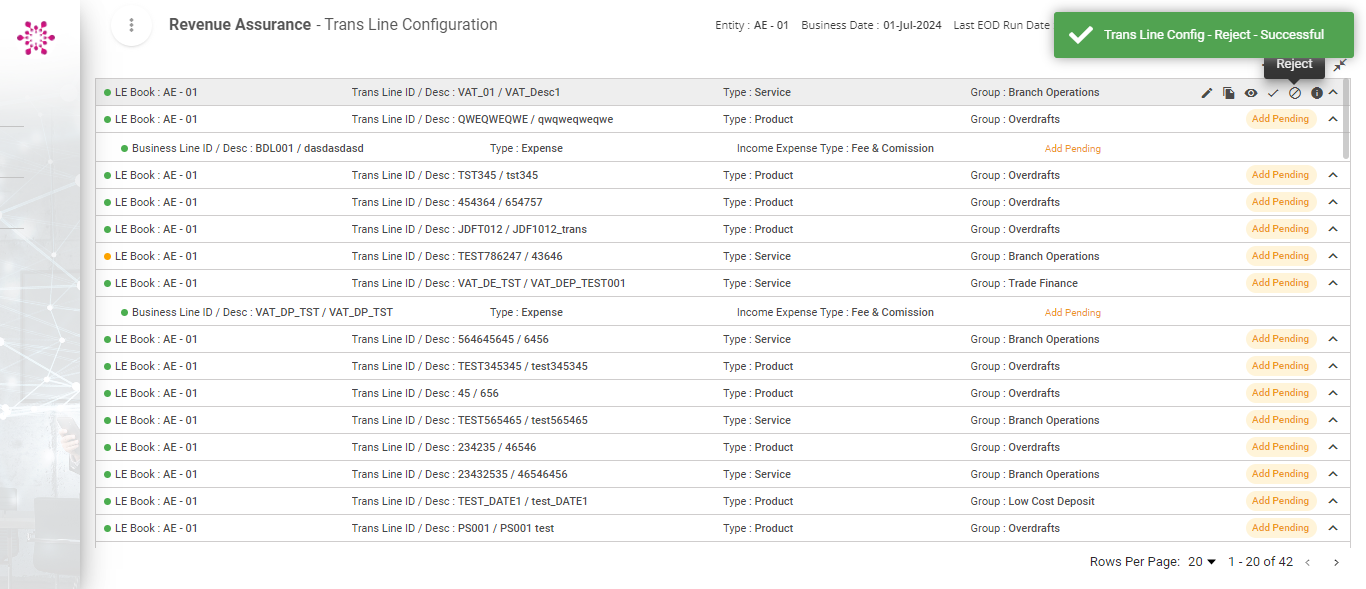 Revenue Assurance - Trans Line Configuration
Entity : AE - 01 Business Date : 01-Jul-2024 Last EOD Run Date
Trans Line Config - Reject - Successful
Reject
LE Book : AE - 01 Trans Line ID / Desc : VAT_01 / VAT_Desc1 Type : Service Group : Branch Operations
LE Book : AE - 01 Trans Line ID / Desc : QWEQWEQWE / qwqweqweqwe Type : Product Group : Overdrafts Add Pending
Business Line ID / Desc : BDL001 / dasdasdasd Type : Expense Income Expense Type : Fee & Comission Add Pending
LE Book : AE - 01 Trans Line ID / Desc : TST345 / tst345 Type : Product Group : Overdrafts Add Pending
LE Book : AE - 01 Trans Line ID / Desc : 454364 / 654757 Type : Product Group : Overdrafts Add Pending
LE Book : AE - 01 Trans Line ID / Desc : JDFT012 / JDF1012_trans Type : Product Group : Overdrafts Add Pending
LE Book : AE - 01 Trans Line ID / Desc : TEST786247 / 43646 Type : Service Group : Branch Operations Add Pending
LE Book : AE - 01 Trans Line ID / Desc : VAT_DE_TST / VAT_DEP_TEST001 Type : Service Group : Trade Finance Add Pending
Business Line ID / Desc : VAT_DP_TST / VAT_DP_TST Type : Expense Income Expense Type : Fee & Comission Add Pending
LE Book : AE - 01 Trans Line ID / Desc : 564645645 / 6456 Type : Service Group : Branch Operations Add Pending
LE Book : AE - 01 Trans Line ID / Desc : TEST345345 / test345345 Type : Product Group : Overdrafts Add Pending
LE Book : AE - 01 Trans Line ID / Desc : 45 / 656 Type : Product Group : Overdrafts Add Pending
LE Book : AE - 01 Trans Line ID / Desc : TEST565465 / test565465 Type : Service Group : Branch Operations Add Pending
LE Book : AE - 01 Trans Line ID / Desc : 234235 / 46546 Type : Product Group : Overdrafts Add Pending
LE Book : AE - 01 Trans Line ID / Desc : 23432535 / 46546456 Type : Service Group : Branch Operations Add Pending
LE Book : AE - 01 Trans Line ID / Desc : TEST_DATE1 / test_DATE1 Type : Product Group : Low Cost Deposit Add Pending
LE Book : AE - 01 Trans Line ID / Desc : PS001 / PS001 test Type : Product Group : Overdrafts Add Pending
Rows Per Page: 20 1 - 20 of 42